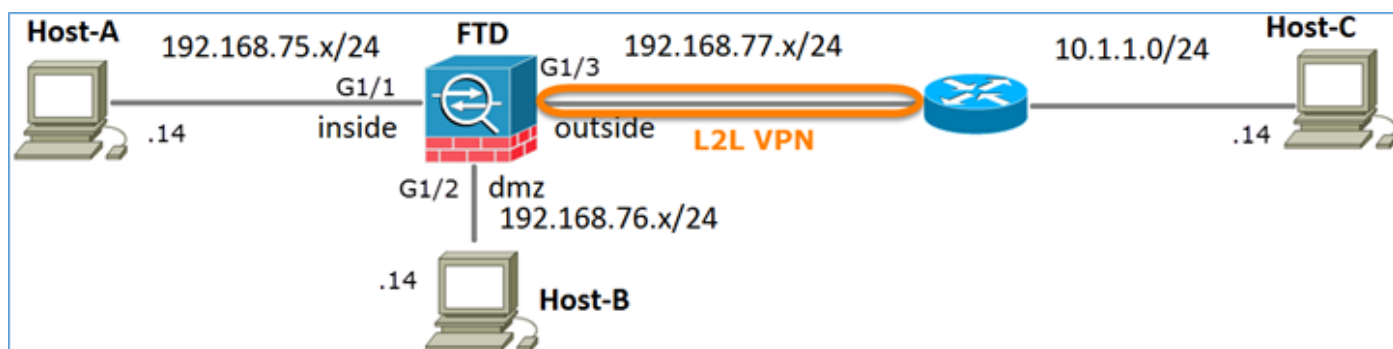 Host-A
192.168.75.x/24
FTD
192.168.77.x/24
10.1.1.0/24
Host-C
G1/1
G1/3
.14
inside
outside
L2L VPN
.14
G1/2
dmz
192.168.76.x/24
.14
Host-B